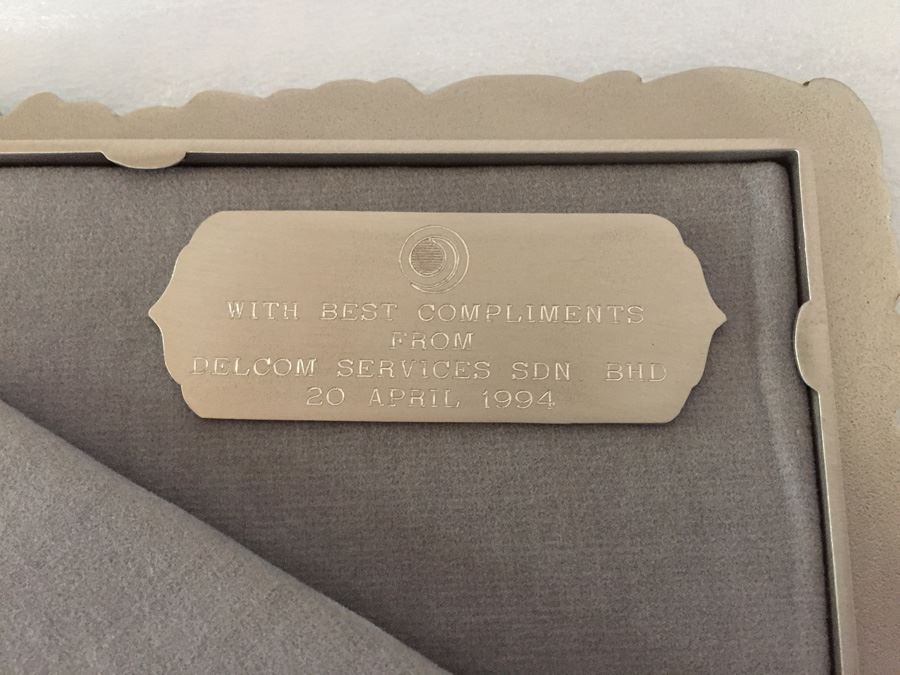 WITH BEST COMPLIMENTS
FROM
DELCOM SERVICES SDN BHD
20 APRIL 1994